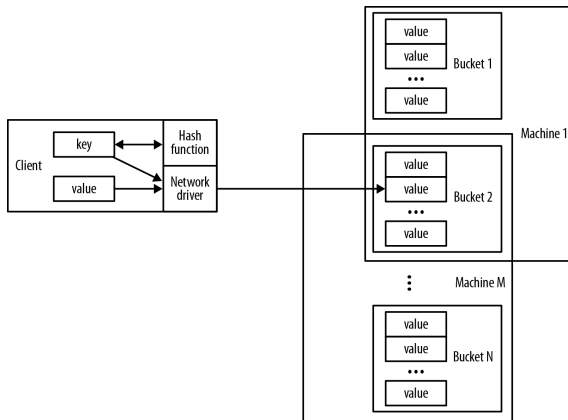 Client
key
value
Hash
function
Network
driver
value
value
•••
value
Bucket 1
Machine 1
value
value
•••
value
Bucket 2
Machine M
value
value
•••
value
Bucket N